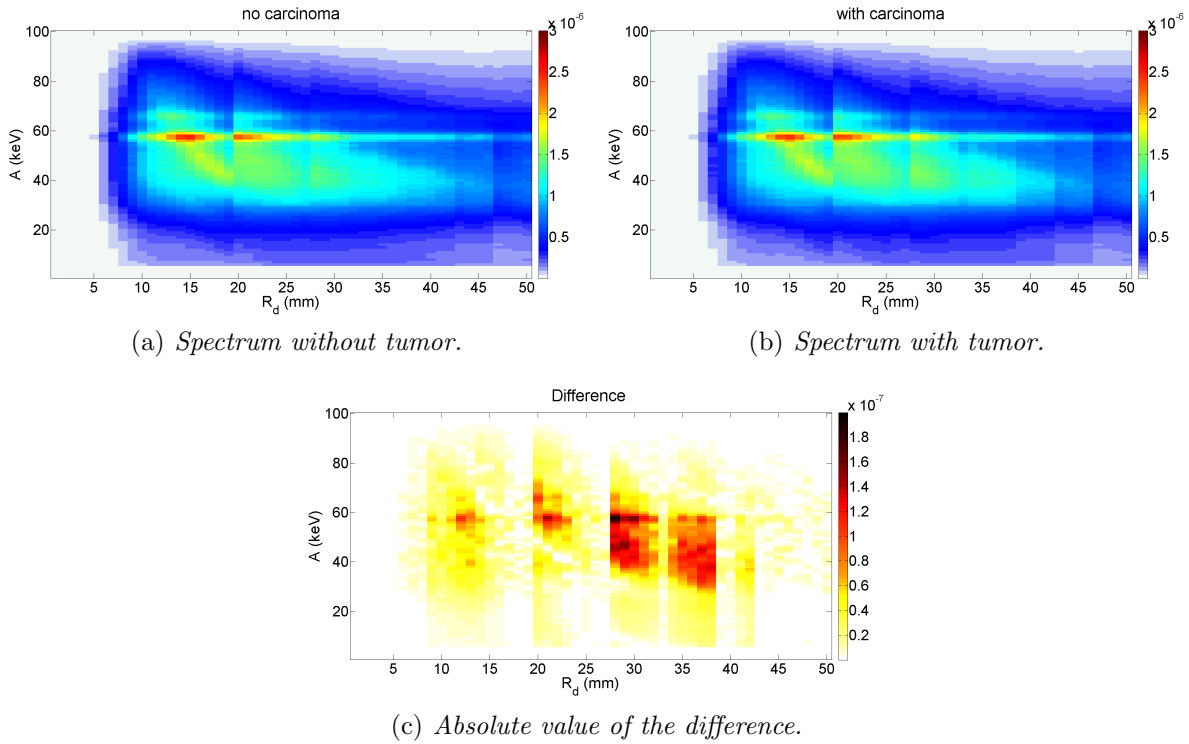 no carcinoma
x 10^-6
100
80
60
40
20
A (keV)
5 10 15 20 25 30 35 40 45 50
R_d (mm)
3
2.5
2
1.5
1
0.5
(a) Spectrum without tumor.
with carcinoma
x 10^-6
100
80
60
40
20
A (keV)
5 10 15 20 25 30 35 40 45 50
R_d (mm)
3
2.5
2
1.5
1
0.5
(b) Spectrum with tumor.
Difference
x 10^-7
100
80
60
40
20
A (keV)
5 10 15 20 25 30 35 40 45 50
R_d (mm)
1.8
1.6
1.4
1.2
1
0.8
0.6
0.4
0.2
(c) Absolute value of the difference.